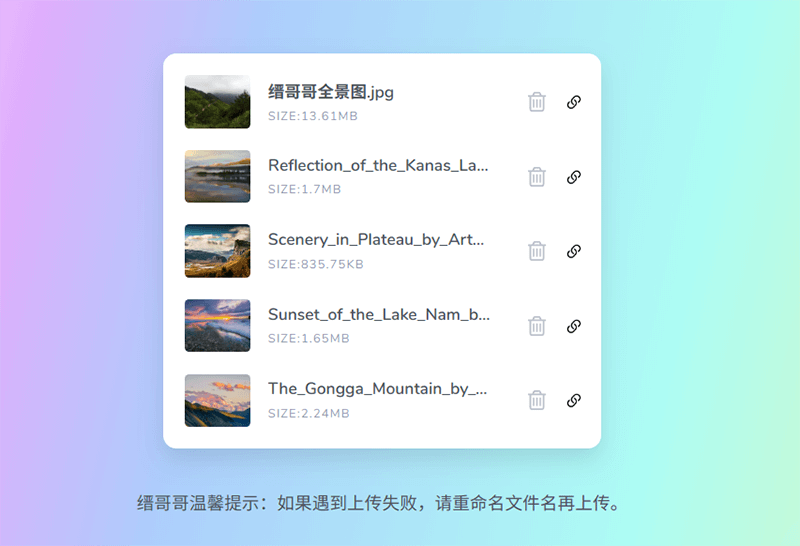 缙哥哥全景图.jpg
SIZE:13.61MB
Reflection_of_the_Kanas_La...
SIZE:1.7MB
Scenery_in_Plateau_by_Art...
SIZE:835.75KB
Sunset_of_the_Lake_Nam_b...
SIZE:1.65MB
The_Gongga_Mountain_by_...
SIZE:2.24MB
缙哥哥温馨提示：如果遇到上传失败，请重命名文件名再上传。